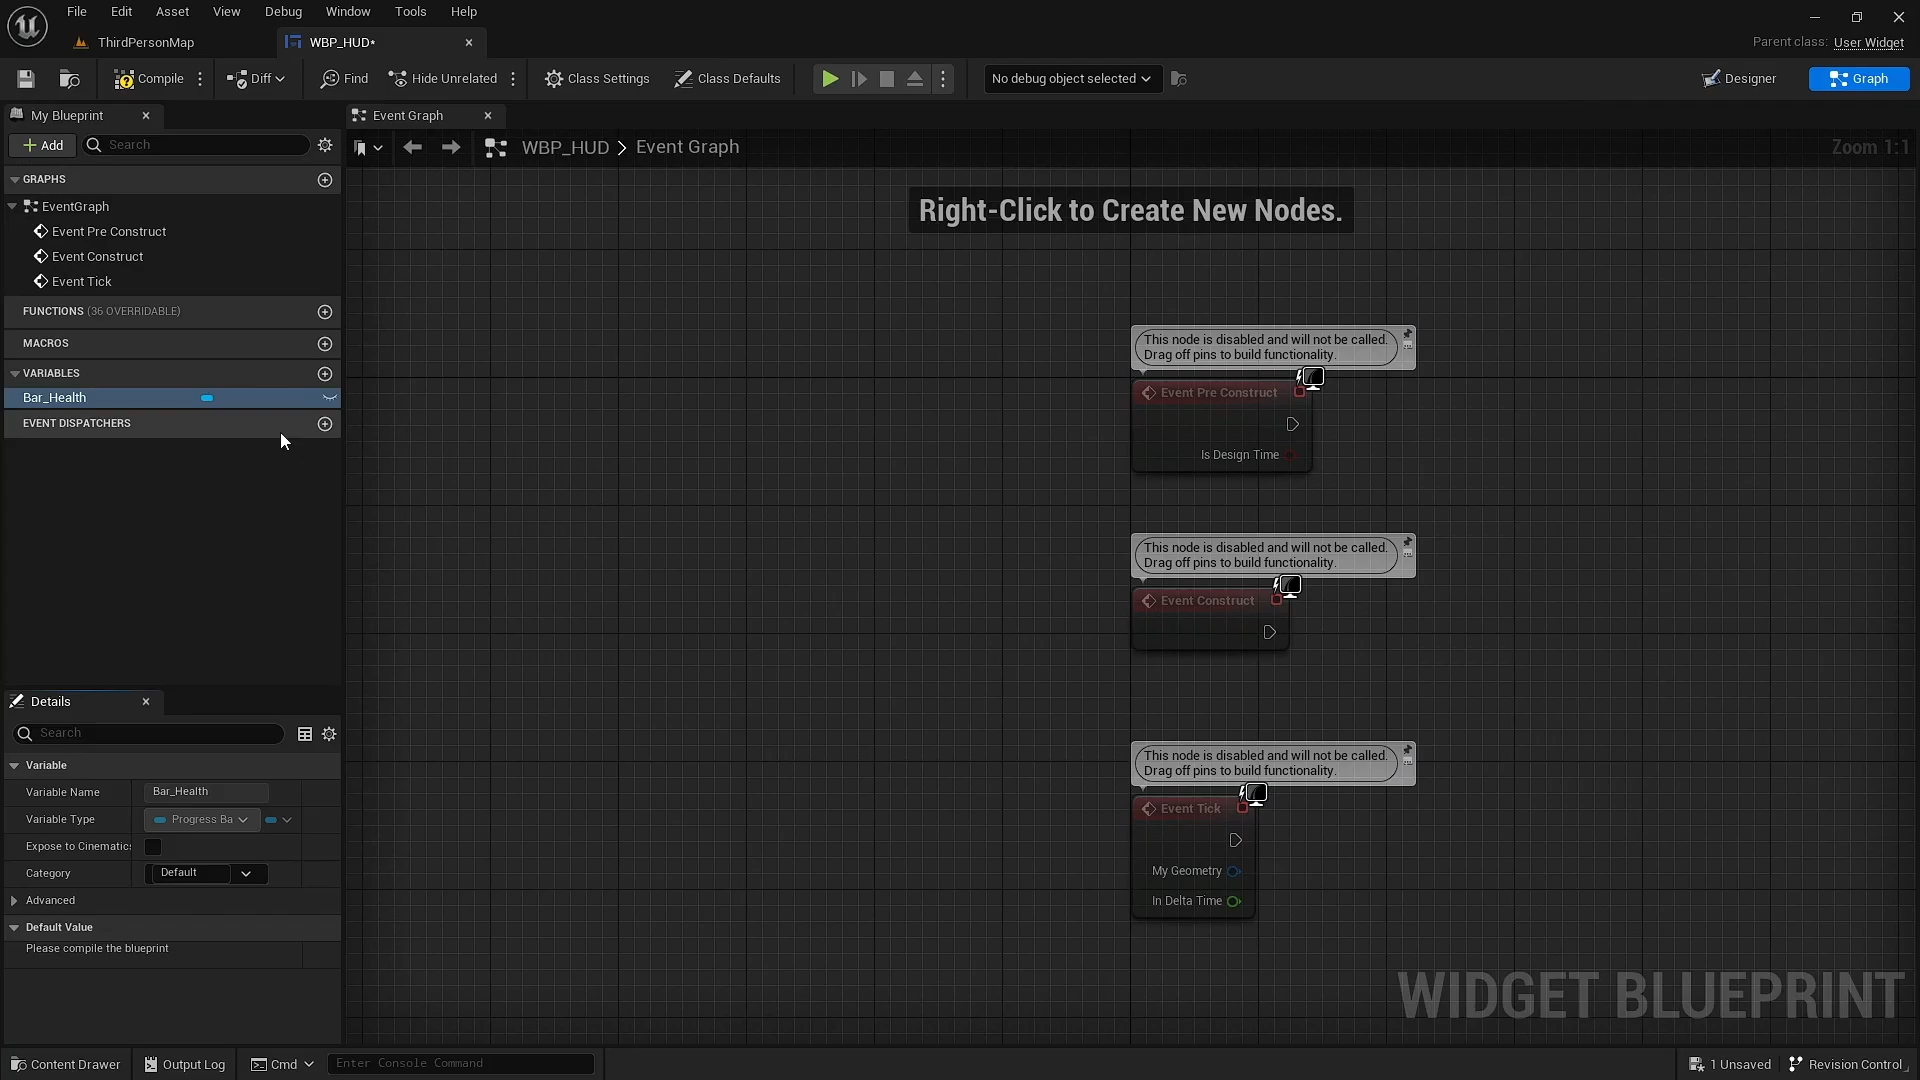 File Edit Asset View Debug Window Tools Help
ThirdPersonMap
WBP_HUD*
Parent class: User Widget
Compile
Diff
Find
Hide Unrelated
Class Settings
Class Defaults
No debug object selected
Designer
Graph
My Blueprint
Event Graph
Add
Search
WBP_HUD > Event Graph
Zoom 1:1
GRAPHS
EventGraph
Event Pre Construct
Event Construct
Event Tick
FUNCTIONS (36 OVERRIDABLE)
MACROS
VARIABLES
Bar_Health
EVENT DISPATCHERS
Right-Click to Create New Nodes.
This node is disabled and will not be called.
Drag off pins to build functionality.
Event Pre Construct
Is Design Time
This node is disabled and will not be called.
Drag off pins to build functionality.
Event Construct
This node is disabled and will not be called.
Drag off pins to build functionality.
Event Tick
My Geometry
In Delta Time
Details
Search
Variable
Variable Name Bar_Health
Variable Type Progress Ba
Expose to Cinematics
Category Default
Advanced
Default Value
Please compile the blueprint
WIDGET BLUEPRINT
Content Drawer
Output Log
Cmd
Enter Console Command
1 Unsaved
Revision Control